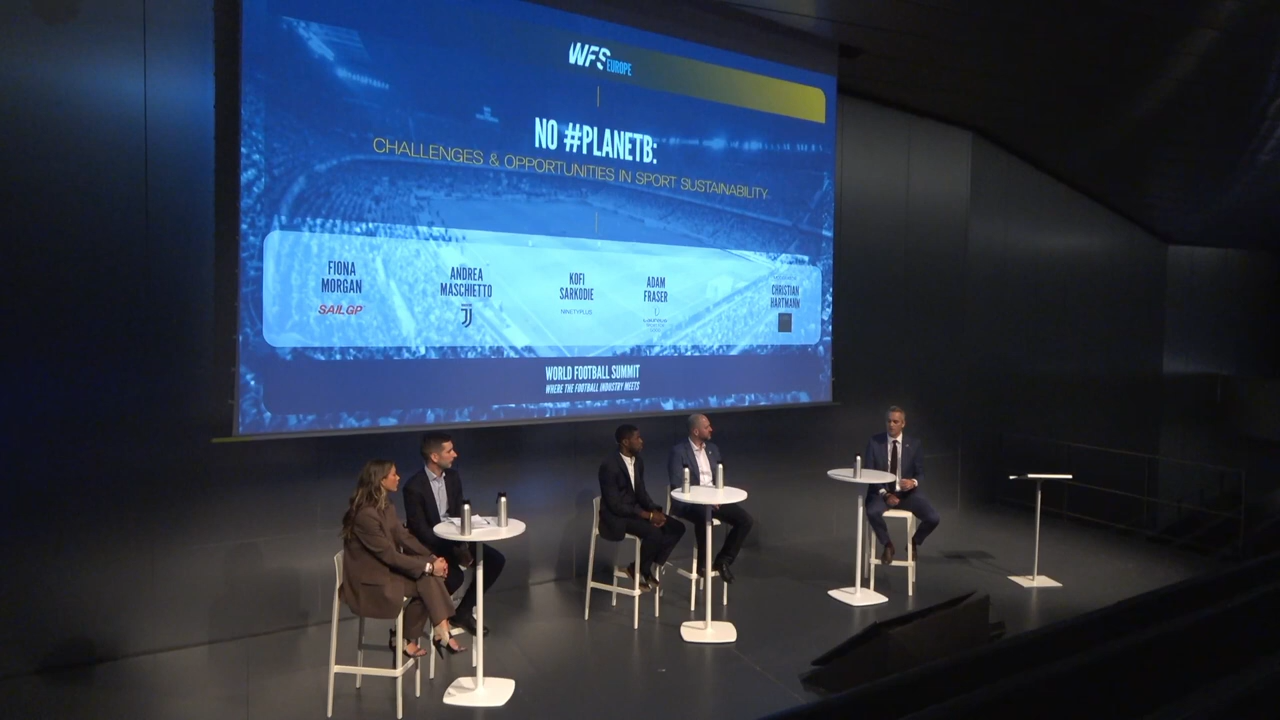 WFS EUROPE
NO #PLANETB:
CHALLENGES & OPPORTUNITIES IN SPORT SUSTAINABILITY
FIONA
MORGAN
SAILGP
ANDREA
MASCHIETTO
KOFI
SARKODIE
NINETYPLUS
ADAM
FRASER
LAUREUS
CHRISTIAN
HARTMANN
WORLD FOOTBALL SUMMIT
WHERE THE FOOTBALL INDUSTRY MEETS